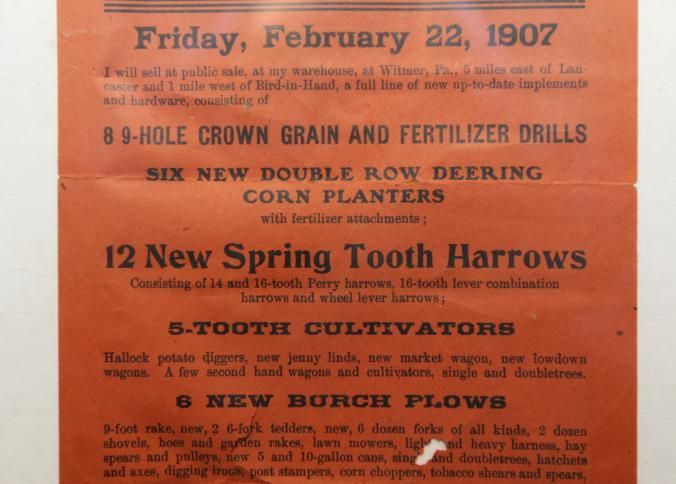 Friday, February 22, 1907
I will sell at public sale, at my warehouse, at Witmer, Pa., 5 miles east of Lan-
caster and 1 mile west of Bird-in-Hand, a full line of new up-to-date implements
and hardware, consisting of
8 9-HOLE CROWN GRAIN AND FERTILIZER DRILLS
SIX NEW DOUBLE ROW DEERING
CORN PLANTERS
with fertilizer attachments;
12 New Spring Tooth Harrows
Consisting of 14 and 16-tooth Perry harrows, 16-tooth lever combination
harrows and wheel lever harrows;
5-TOOTH CULTIVATORS
Hallock potato diggers, new jenny linds, new market wagon, new lowdown
wagons. A few second hand wagons and cultivators, single and doubletrees.
6 NEW BURCH PLOWS
9-foot rake, new, 2 6-fork tedders, new, 6 dozen forks of all kinds, 2 dozen
shovels, hoes and garden rakes, lawn mowers, and heavy harness, hay
spears and pulleys, new 5 and 10-gallon cans, and doubletrees, hatchets
and axes, digging irons, post stampers, corn choppers, tobacco shears and spears,